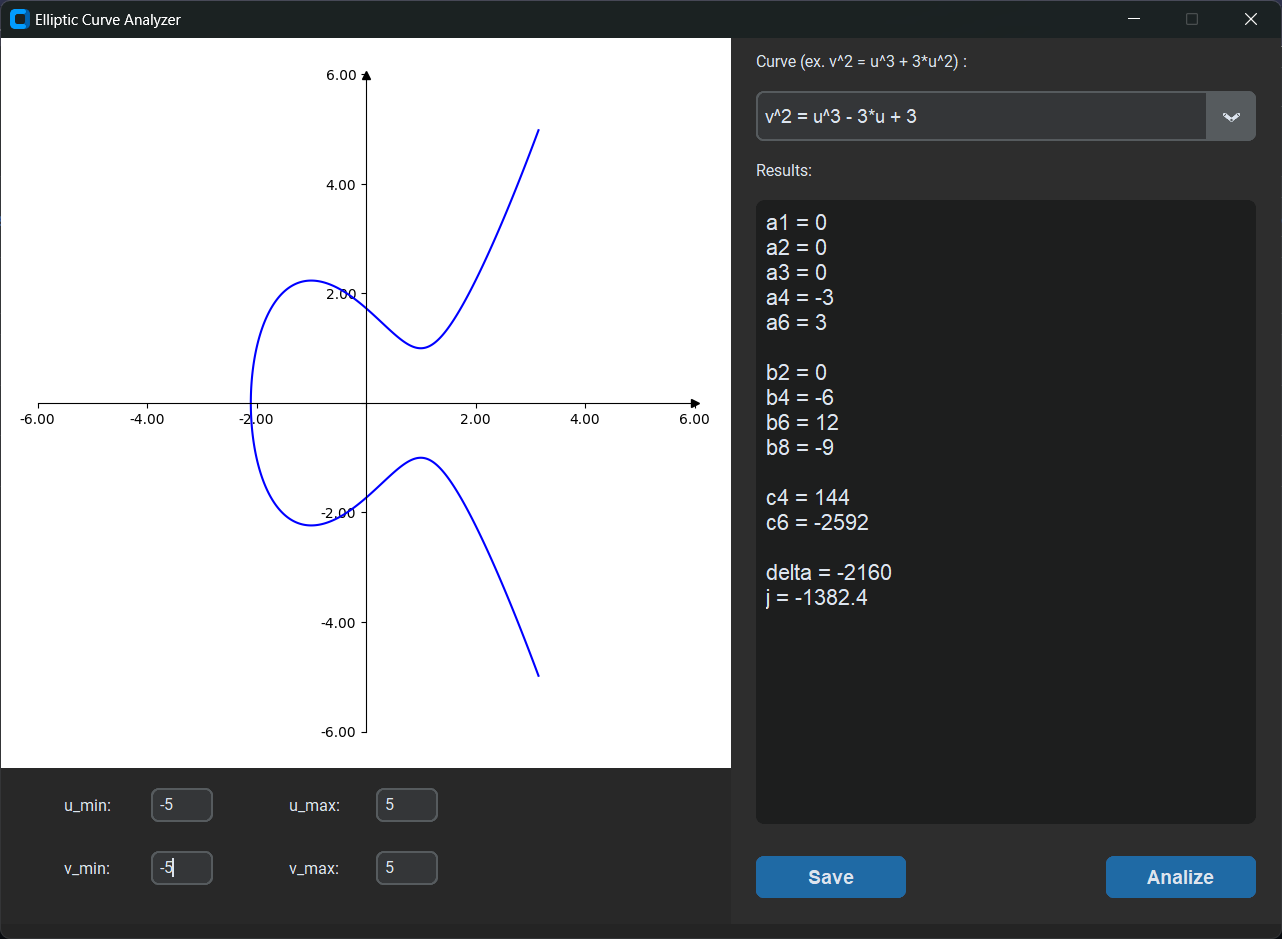 Elliptic Curve Analyzer
Curve (ex. v^2 = u^3 + 3*u^2) :
v^2 = u^3 - 3*u + 3
Results:
a1 = 0
a2 = 0
a3 = 0
a4 = -3
a6 = 3
b2 = 0
b4 = -6
b6 = 12
b8 = -9
c4 = 144
c6 = -2592
delta = -2160
j = -1382.4
6.00
4.00
2.00
-6.00 -4.00 -2.00 2.00 4.00 6.00
-2.00
-4.00
-6.00
u_min: -5 u_max: 5
v_min: -5 v_max: 5
Save Analize